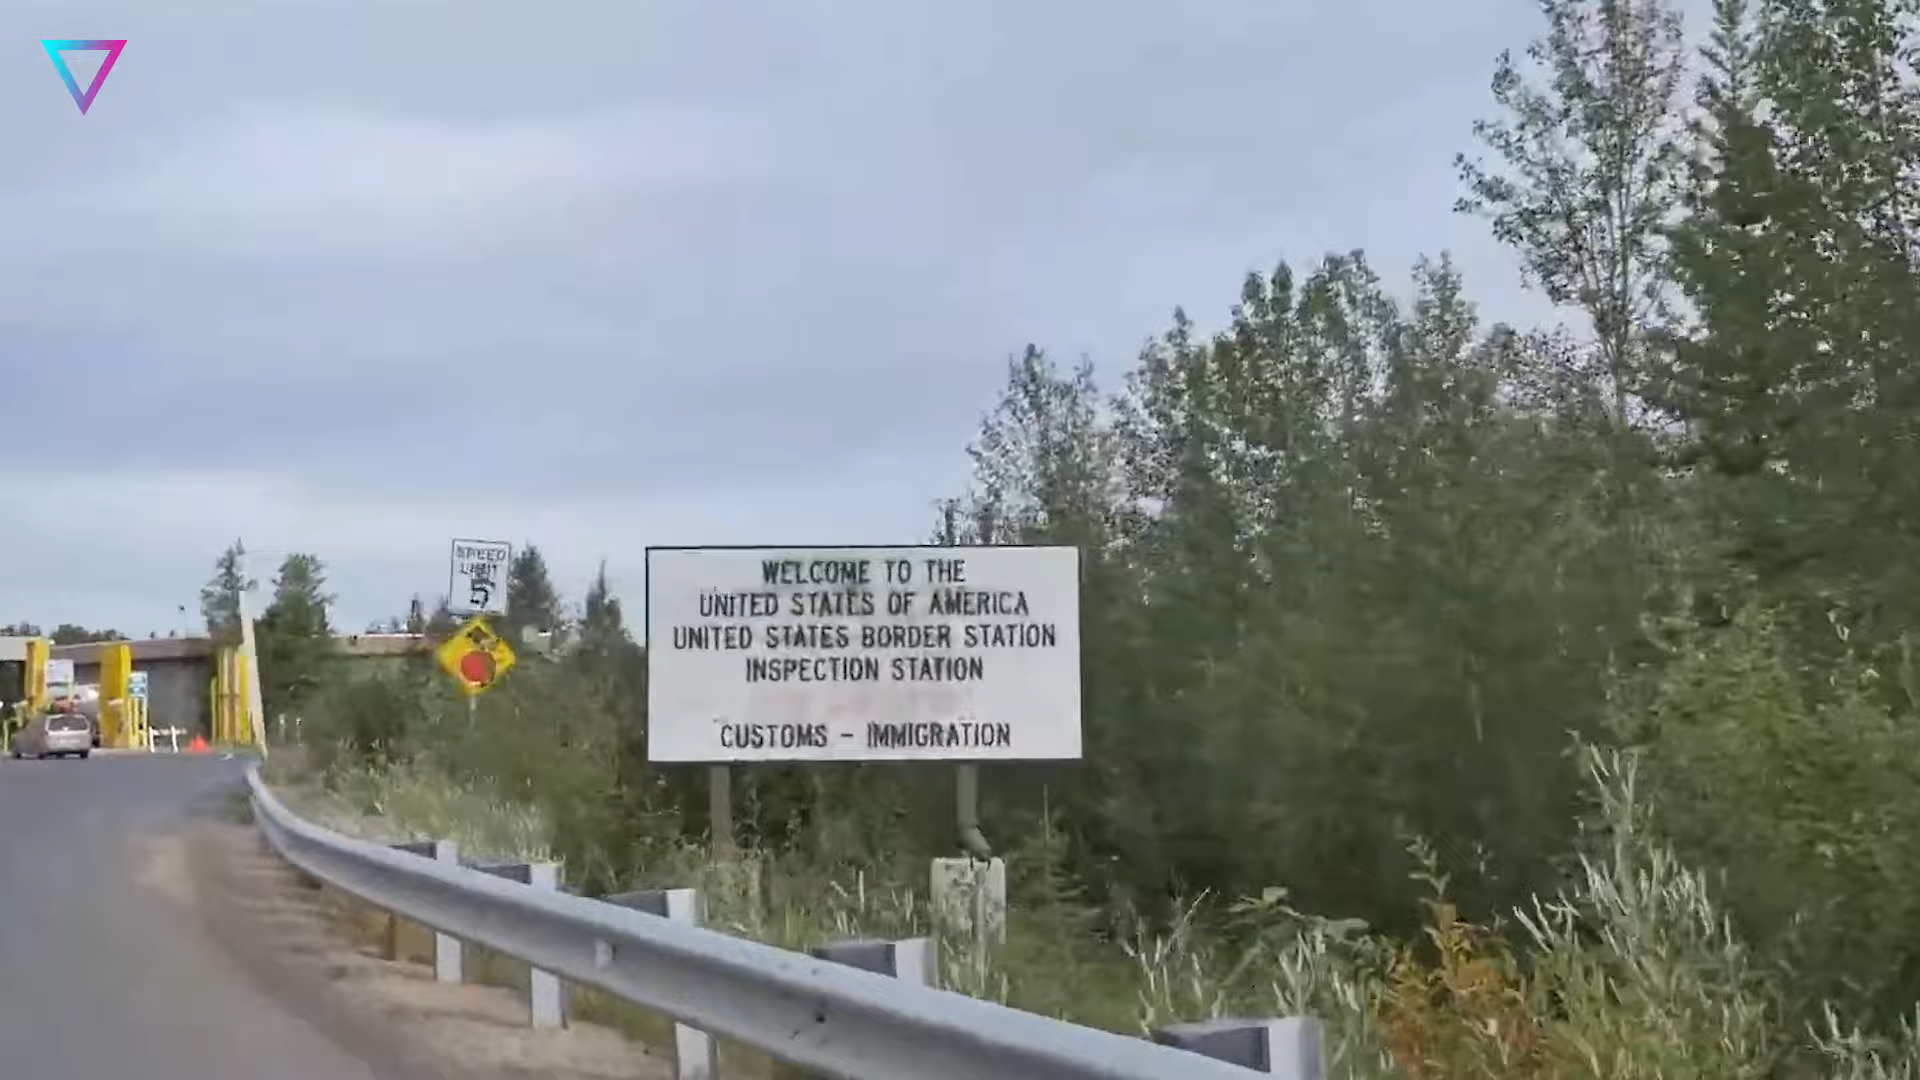 SPEED
LIMIT
5
WELCOME TO THE
UNITED STATES OF AMERICA
UNITED STATES BORDER STATION
INSPECTION STATION
CUSTOMS - IMMIGRATION